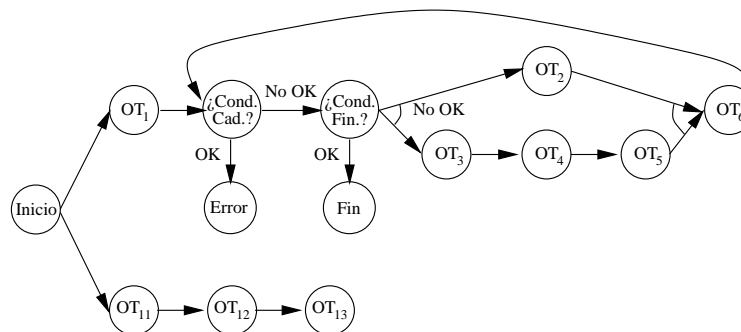 OT2
OT1
¿Cond.
Cad.?
No OK
¿Cond.
Fin.?
No OK
OT6
OK
OK
OT3
OT4
OT5
Inicio
Error
Fin
OT11
OT12
OT13